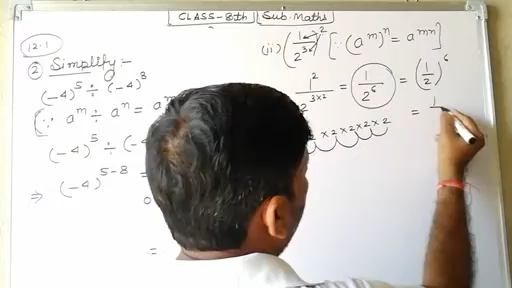 CLASS-8th Sub. Maths
12.1
② Simplify:-
(-4)^5 ÷ (-4)^8
[∵ a^m ÷ a^n = a^m
(-4)^5 ÷ (-4)
⇒ (-4)^{5-8} =
=
(ii) (1/2^3)^2 [∵ (a^m)^n = a^{mn}]
1^2/2^{3×2} = 1/2^6 = (1/2)^6
× 2 × 2 × 2 × 2 = 1